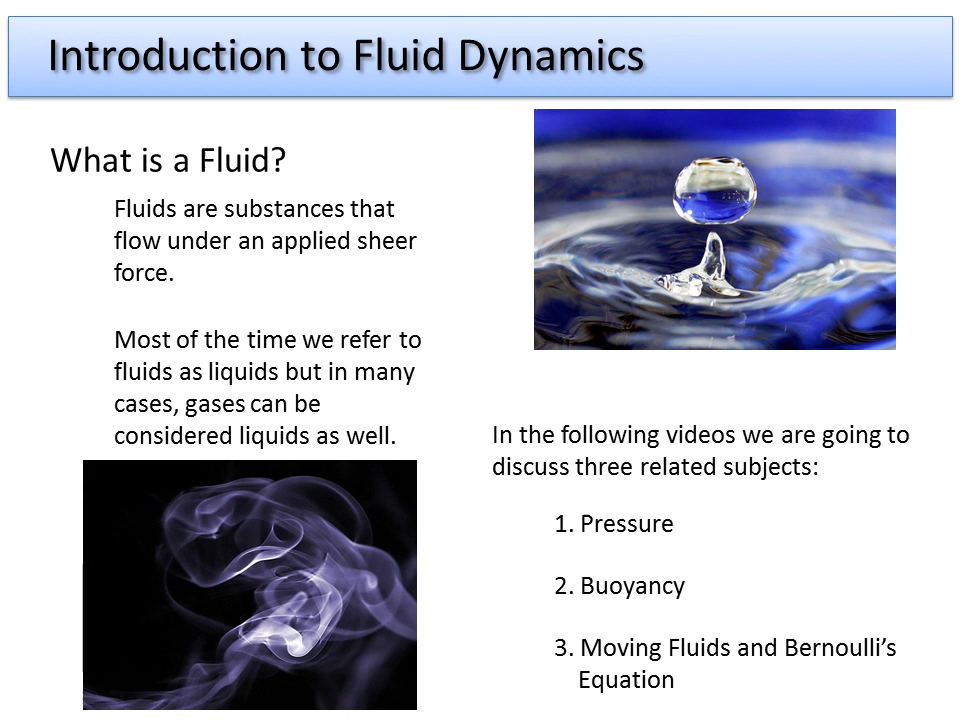 Introduction to Fluid Dynamics
What is a Fluid?
Fluids are substances that
flow under an applied sheer
force.
Most of the time we refer to
fluids as liquids but in many
cases, gases can be
considered liquids as well.
In the following videos we are going to
discuss three related subjects:
1. Pressure
2. Buoyancy
3. Moving Fluids and Bernoulli’s
Equation